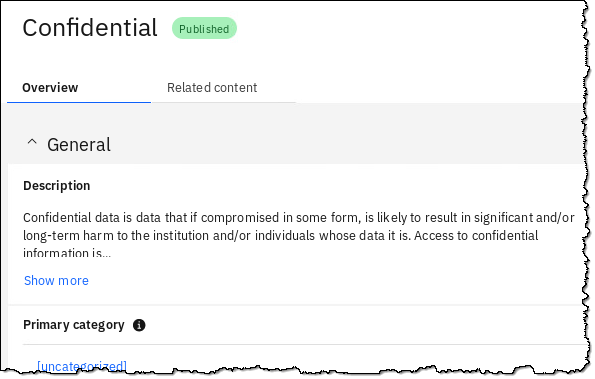 Confidential Published
Overview Related content
General
Description
Confidential data is data that if compromised in some form, is likely to result in significant and/or
long-term harm to the institution and/or individuals whose data it is. Access to confidential
information is...
Show more
Primary category
[uncategorized]